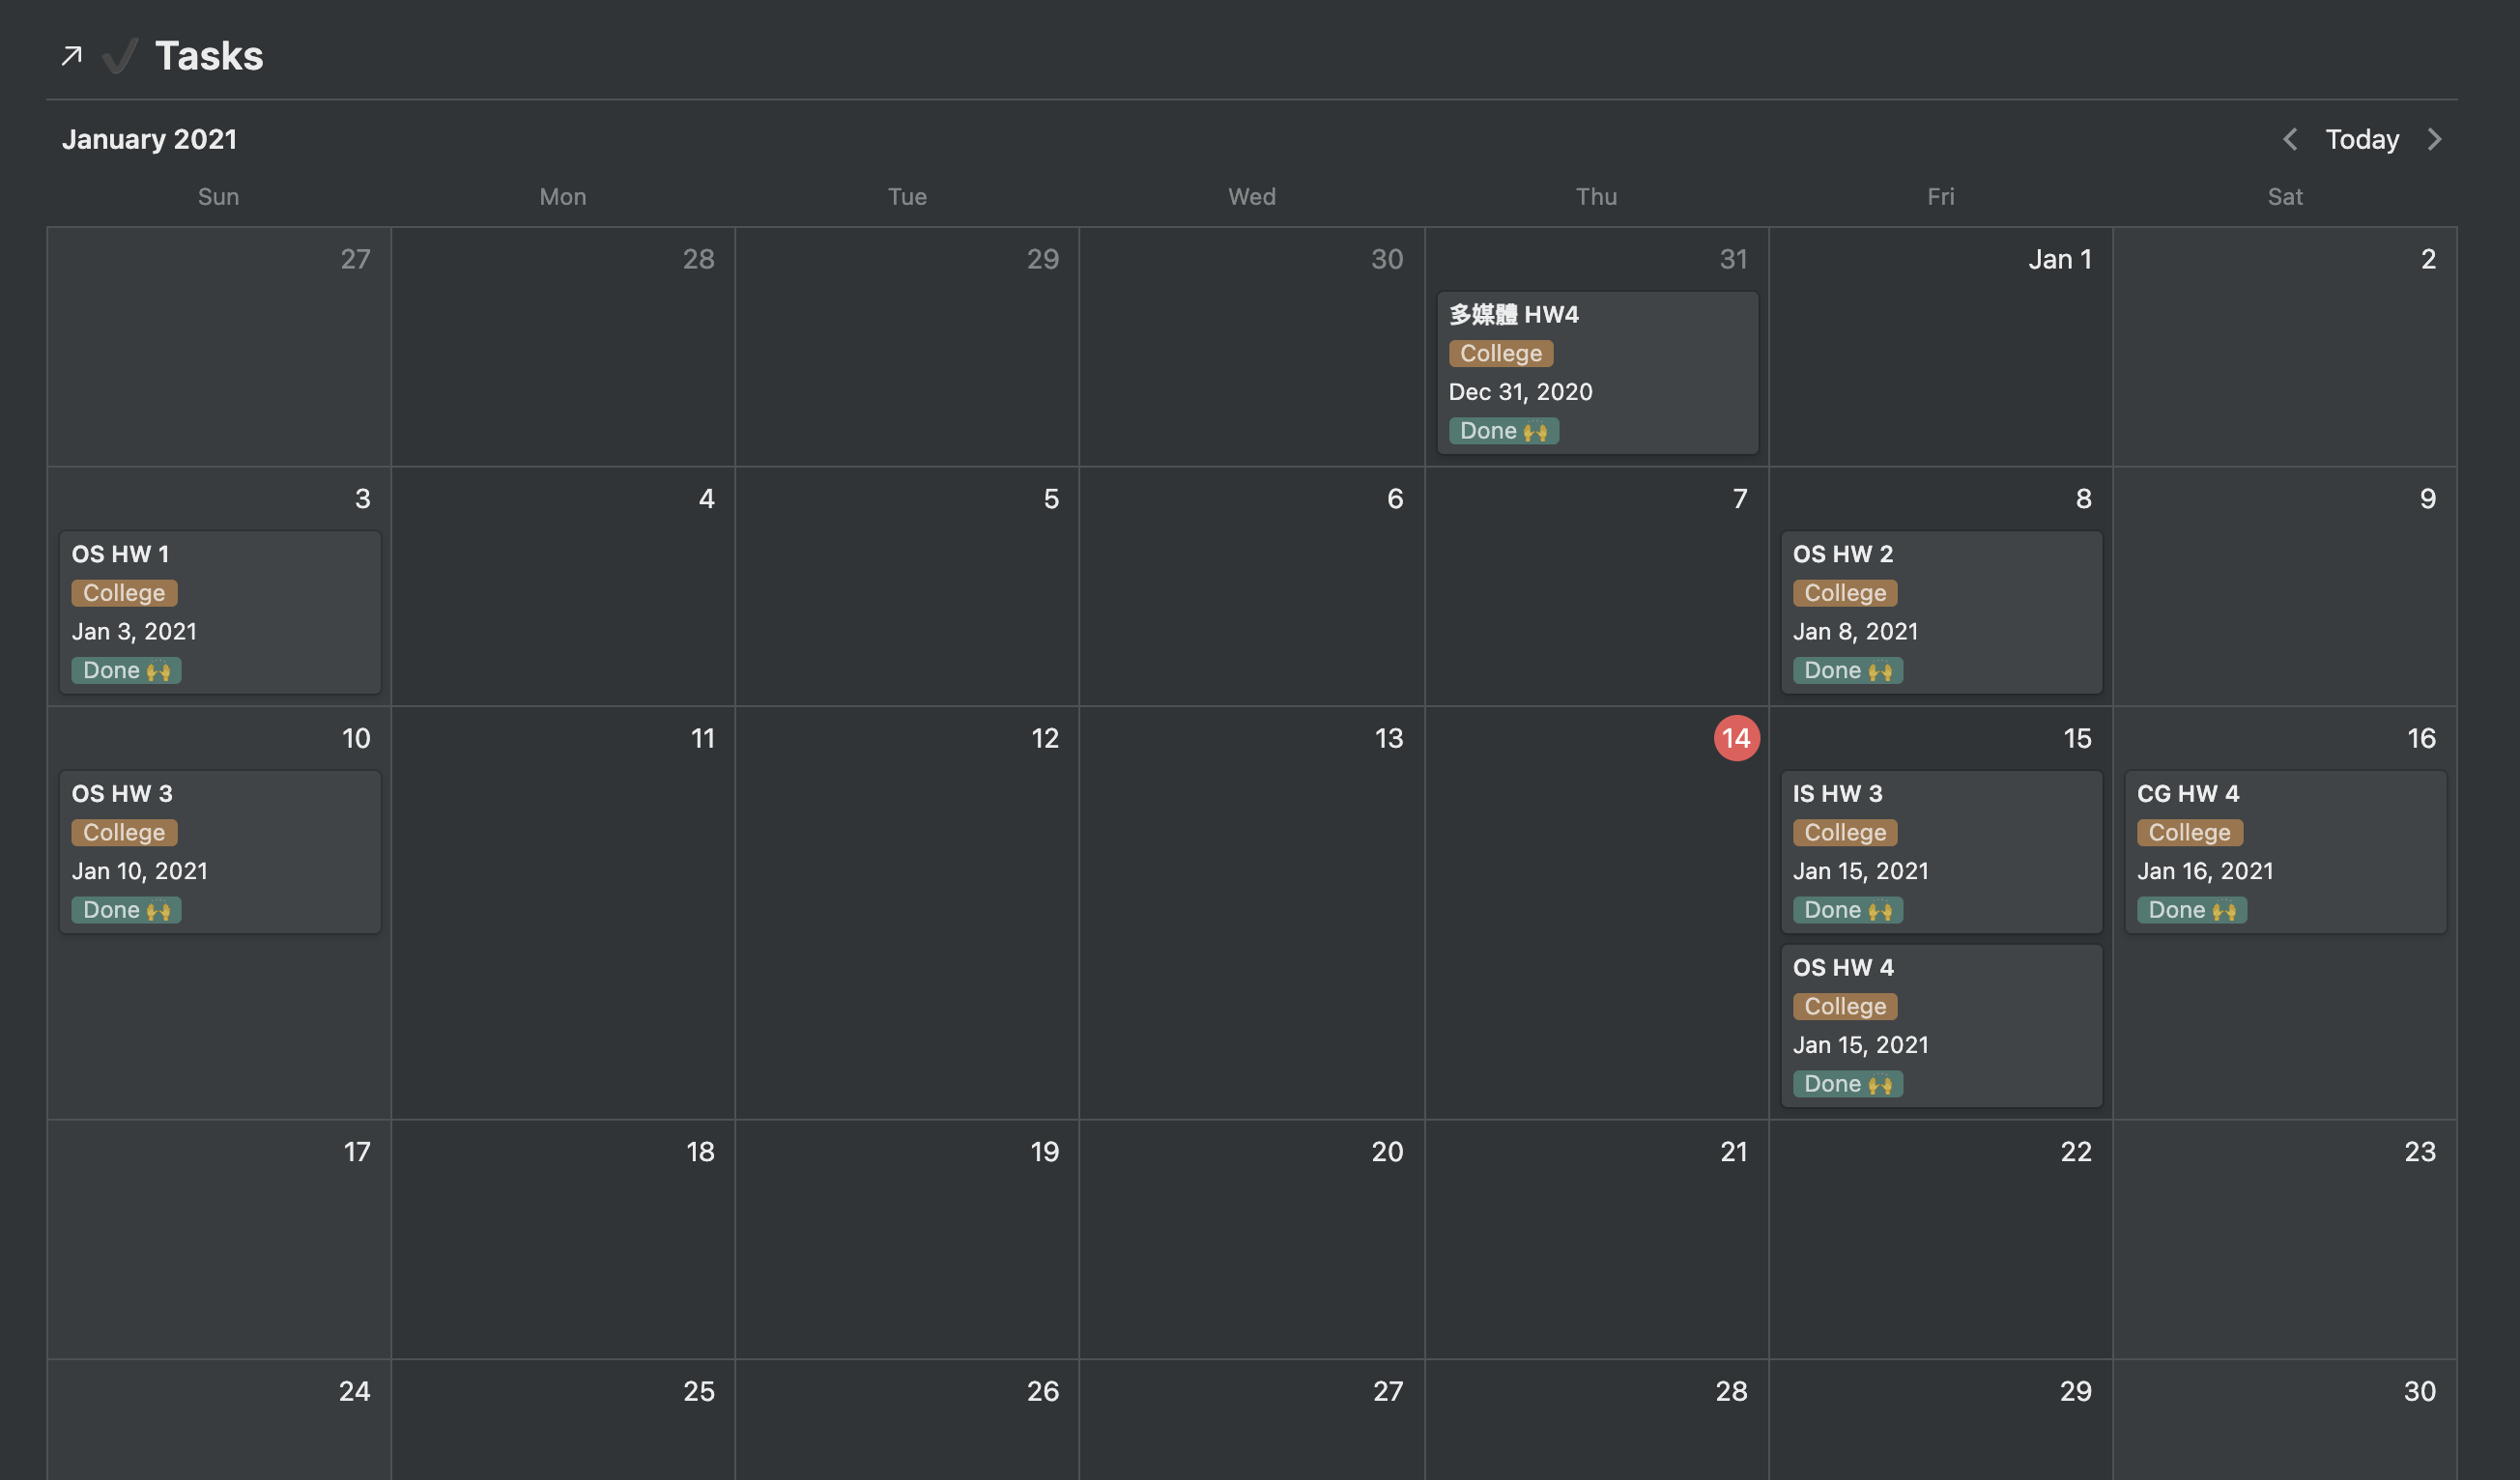 ↗ ✔ Tasks
January 2021
Today
Sun Mon Tue Wed Thu Fri Sat
27 28 29 30 31 Jan 1 2
多媒體 HW4
College
Dec 31, 2020
Done 🙌
3 4 5 6 7 8 9
OS HW 1
College
Jan 3, 2021
Done 🙌
OS HW 2
College
Jan 8, 2021
Done 🙌
10 11 12 13 14 15 16
OS HW 3
College
Jan 10, 2021
Done 🙌
IS HW 3
College
Jan 15, 2021
Done 🙌
OS HW 4
College
Jan 15, 2021
Done 🙌
CG HW 4
College
Jan 16, 2021
Done 🙌
17 18 19 20 21 22 23
24 25 26 27 28 29 30